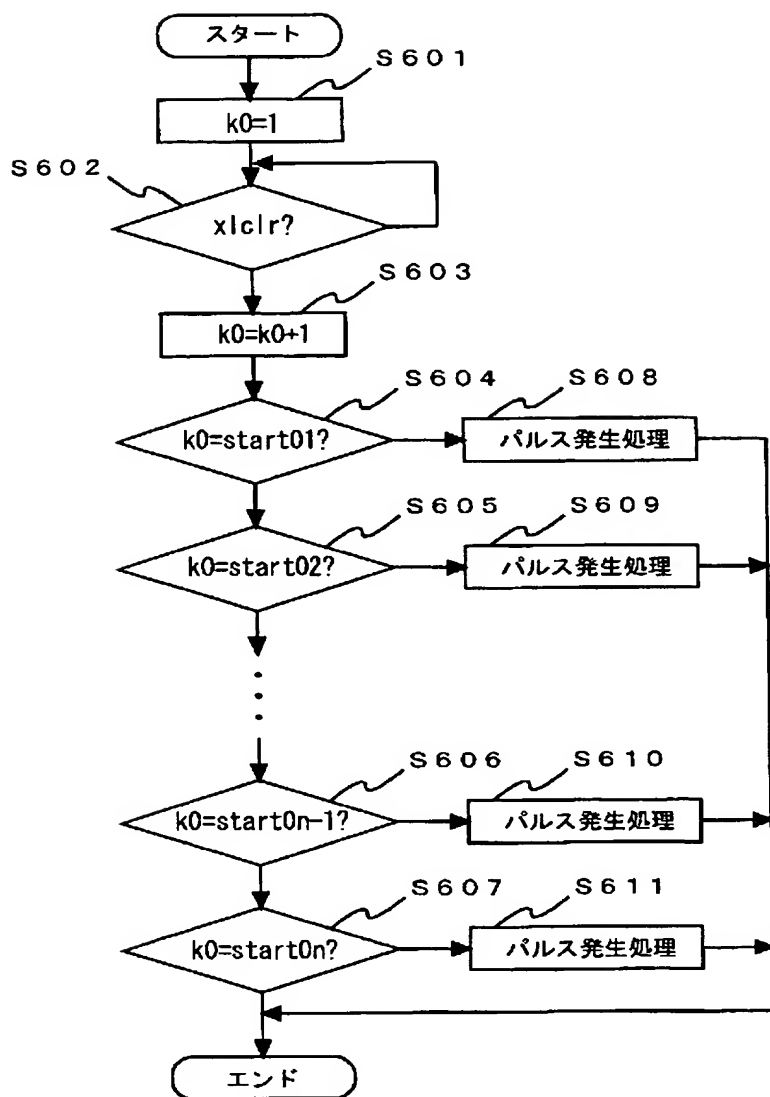 スタート
S601
k0=1
S602
xlclr?
S603
k0=k0+1
S604
k0=start01?
S608
パルス発生処理
S605
k0=start02?
S609
パルス発生処理
S606
k0=start0n-1?
S610
パルス発生処理
S607
k0=start0n?
S611
パルス発生処理
エンド